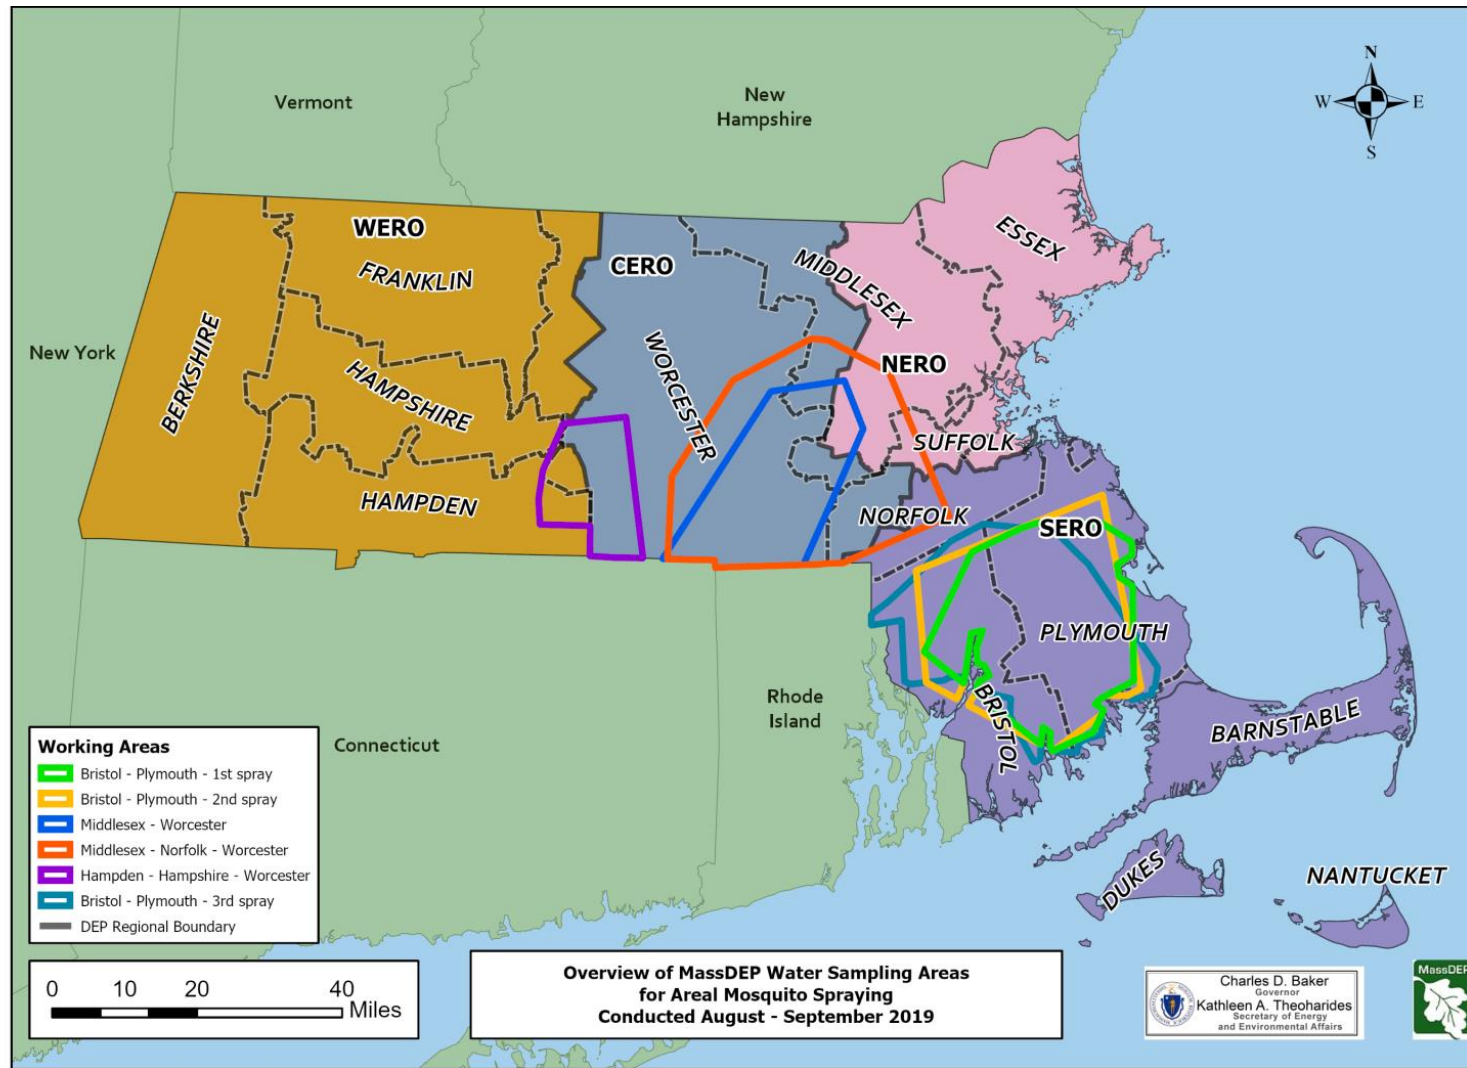 Vermont
New
Hampshire
N
W
E
S
ESSEX
WERO
FRANKLIN
CERO
MIDDLESEX
New York
BERKSHIRE
HAMPSHIRE
WORCESTER
NERO
SUFFOLK
HAMPDEN
NORFOLK
SERO
PLYMOUTH
Rhode
Island
BRISTOL
BARNSTABLE
Connecticut
DUKES
NANTUCKET
Working Areas
Bristol - Plymouth - 1st spray
Bristol - Plymouth - 2nd spray
Middlesex - Worcester
Middlesex - Norfolk - Worcester
Hampden - Hampshire - Worcester
Bristol - Plymouth - 3rd spray
DEP Regional Boundary
0 10 20 40
Miles
Overview of MassDEP Water Sampling Areas
for Areal Mosquito Spraying
Conducted August - September 2019
Charles D. Baker
Governor
Kathleen A. Theoharides
Secretary of Energy
and Environmental Affairs
MassDEP